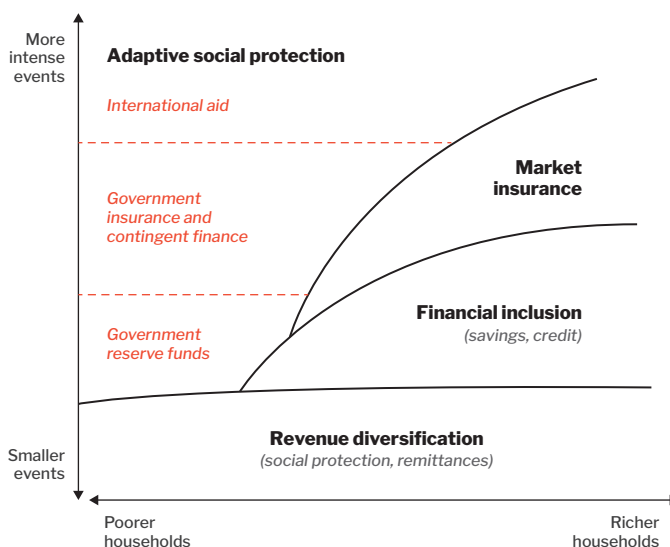 More
intense
events
Adaptive social protection
International aid
Market
insurance
Government
insurance and
contingent finance
Financial inclusion
(savings, credit)
Government
reserve funds
Revenue diversification
(social protection, remittances)
Smaller
events
Poorer
households
Richer
households